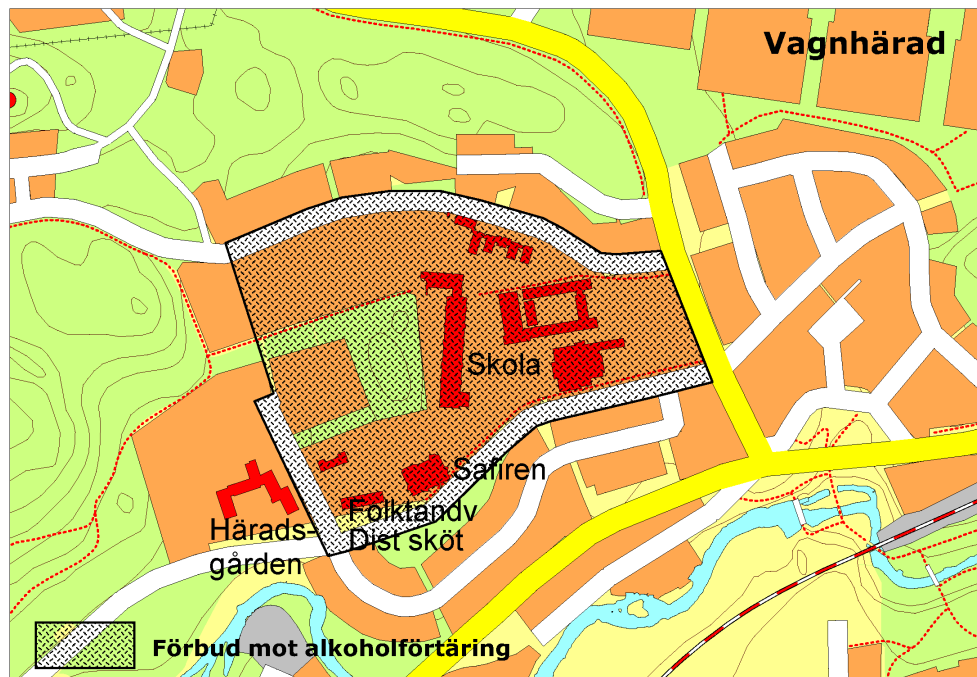 Vagnhärad
Skola
Safiren
Folktandv
Dist sköt
Härads-
gården
Förbud mot alkoholförtäring